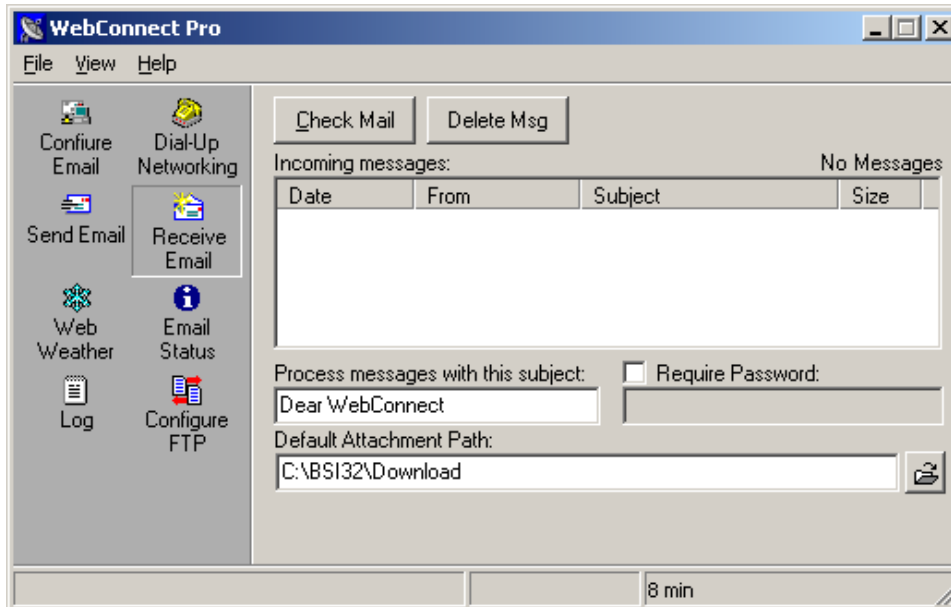 WebConnect Pro
File View Help
Confiure
Email
Dial-Up
Networking
Send Email
Receive
Email
Web
Weather
Email
Status
Log
Configure
FTP
Check Mail Delete Msg
Incoming messages: No Messages
Date From Subject Size
Process messages with this subject: Require Password:
Dear WebConnect
Default Attachment Path:
C:\BSI32\Download
8 min